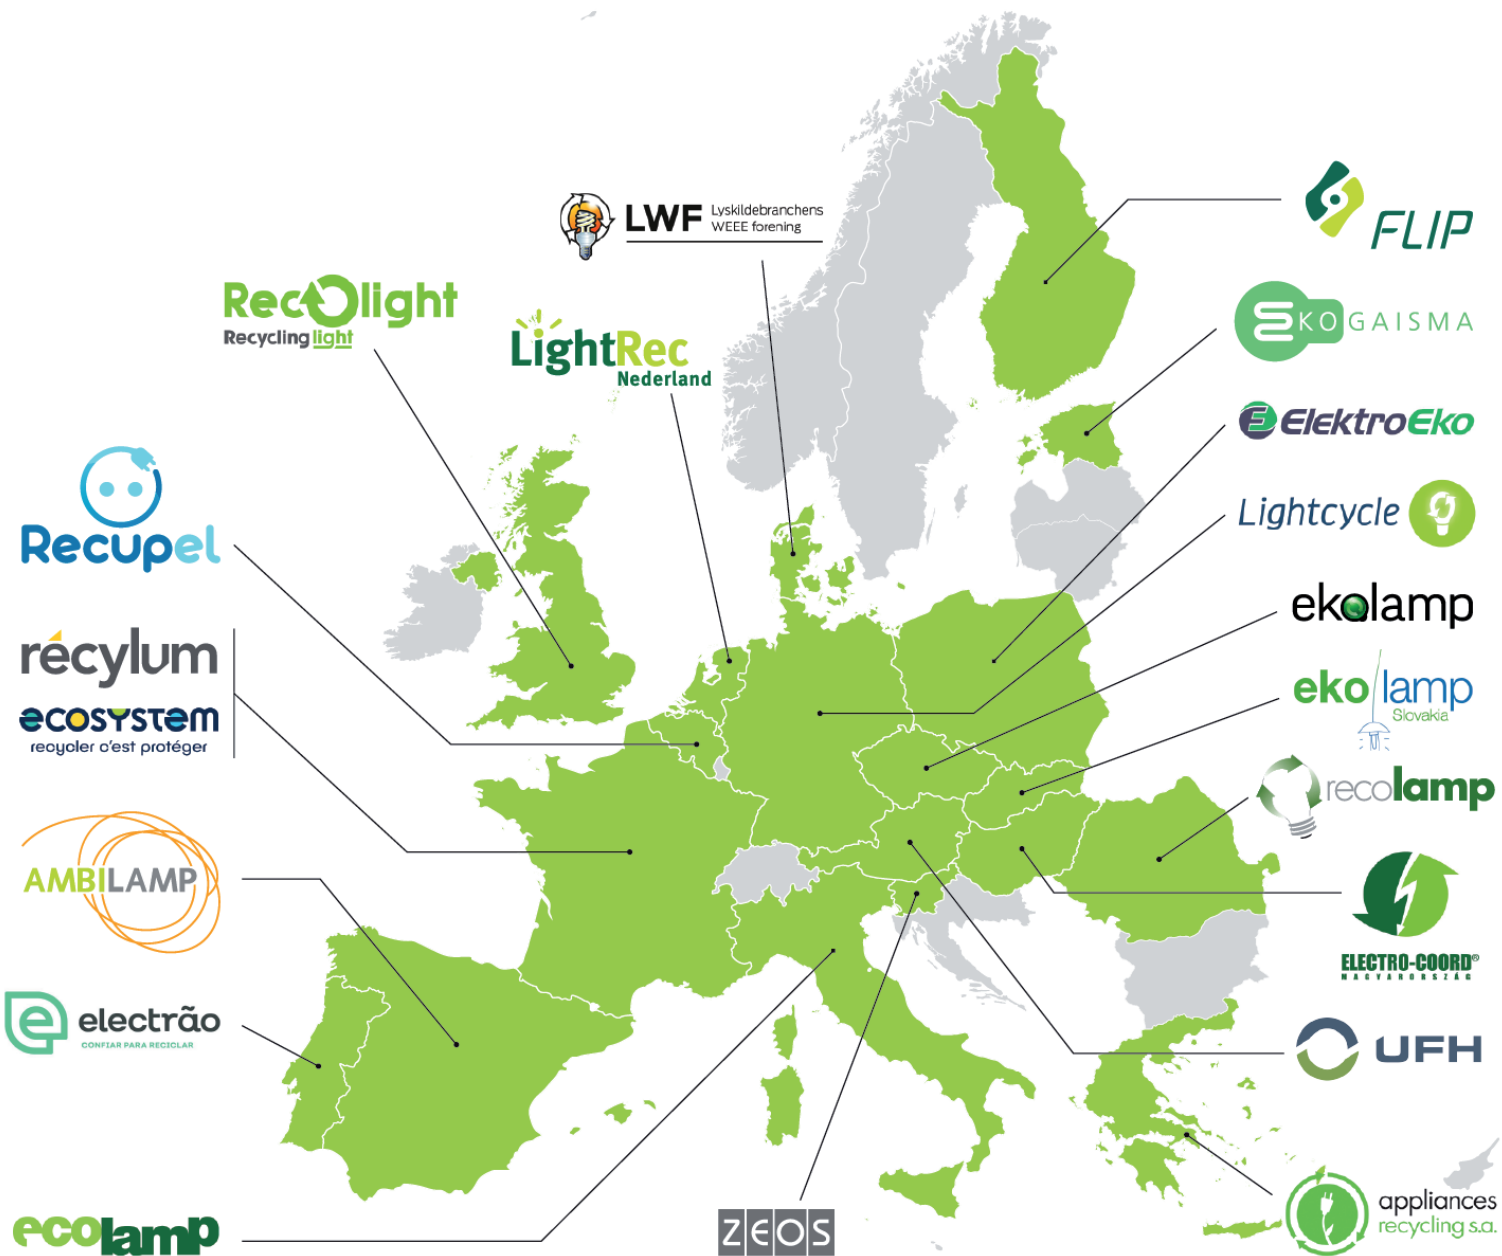 LWF Lyskildebranchens
WEEE forening
FLIP
RecOlight
Recycling light
EKOGAISMA
LightRec
Nederland
ElektroEko
Recupel
Lightcycle
ekolamp
récylum
ecosystem
recycler c'est protéger
eko lamp
Slovakia
recolamp
AMBILAMP
ELECTRO-COORD®
MAGYARORSZÁG
electrão
CONFIAR PARA RECICLAR
UFH
appliances
recycling s.a.
ecolamp
ZEOS